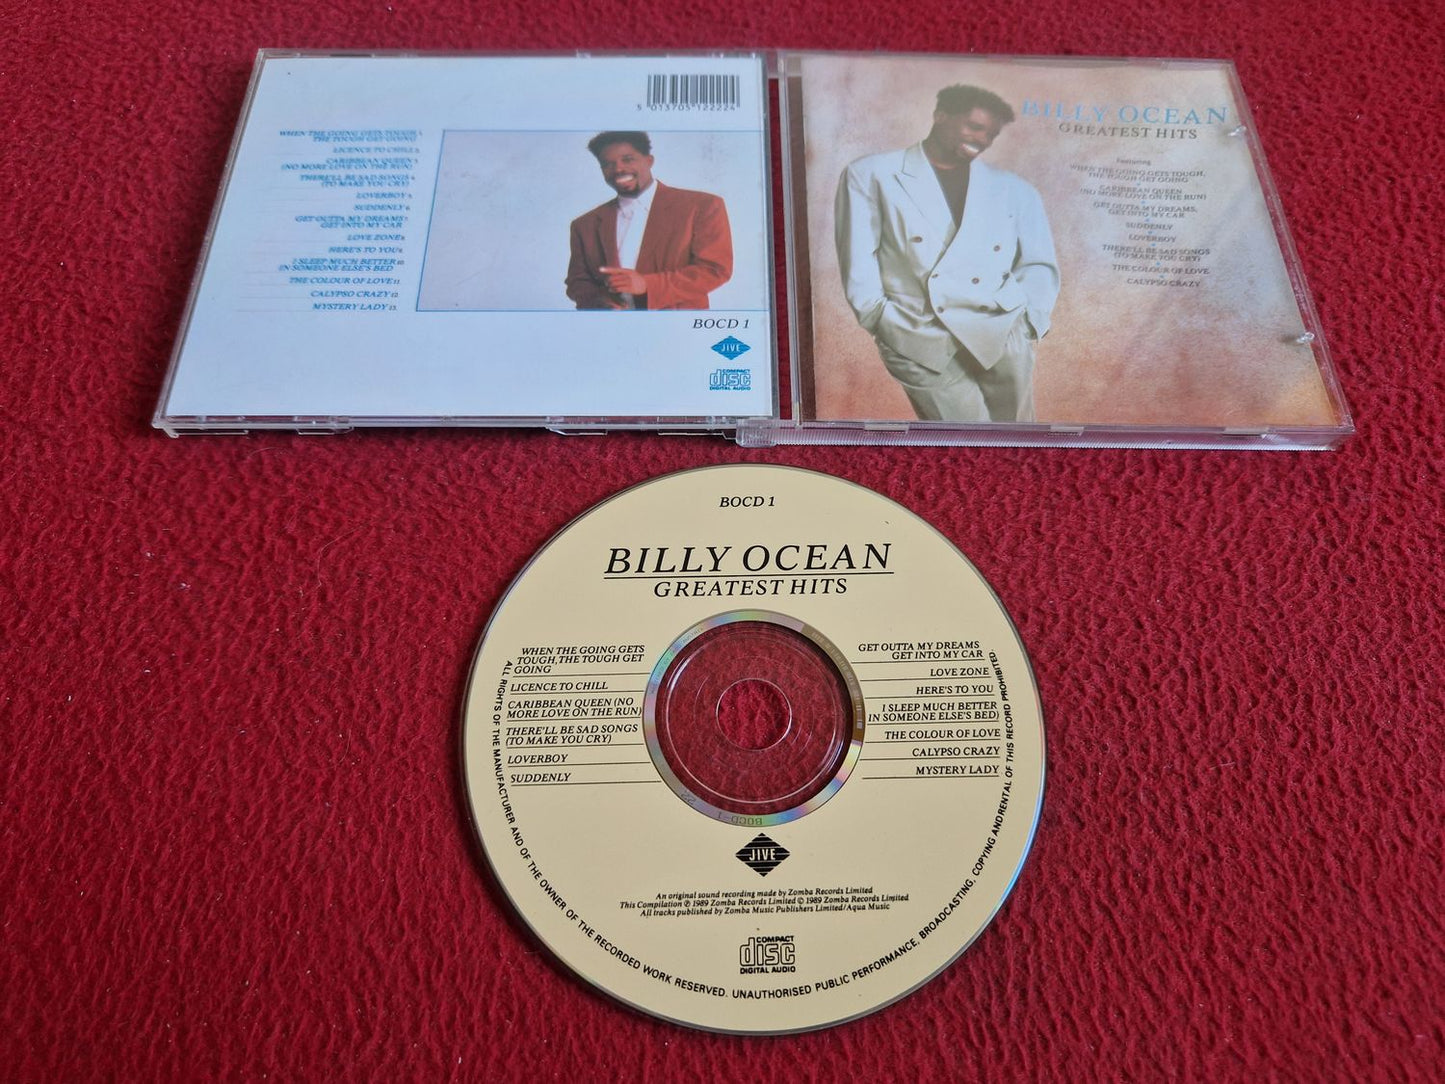 5 013705 122224
WHEN THE GOING GETS TOUGH, 1
THE TOUGH GET GOING
LICENCE TO CHILL 2
CARIBBEAN QUEEN 3
(NO MORE LOVE ON THE RUN)
THERE'LL BE SAD SONGS 4
(TO MAKE YOU CRY)
LOVERBOY 5
SUDDENLY 6
GET OUTTA MY DREAMS 7
GET INTO MY CAR
LOVE ZONE 8
HERE'S TO YOU 9
I SLEEP MUCH BETTER 10
IN SOMEONE ELSE'S BED
THE COLOUR OF LOVE 11
CALYPSO CRAZY 12
MYSTERY LADY 13
BOCD 1
JIVE
COMPACT
disc
DIGITAL AUDIO
BILLY OCEAN
GREATEST HITS
Featuring
WHEN THE GOING GETS TOUGH,
THE TOUGH GET GOING
CARIBBEAN QUEEN
(NO MORE LOVE ON THE RUN)
GET OUTTA MY DREAMS,
GET INTO MY CAR
SUDDENLY
LOVERBOY
THERE'LL BE SAD SONGS
(TO MAKE YOU CRY)
THE COLOUR OF LOVE
CALYPSO CRAZY
BOCD 1
BILLY OCEAN
GREATEST HITS
WHEN THE GOING GETS
TOUGH, THE TOUGH GET
GOING
LICENCE TO CHILL
CARIBBEAN QUEEN (NO
MORE LOVE ON THE RUN)
THERE'LL BE SAD SONGS
(TO MAKE YOU CRY)
LOVERBOY
SUDDENLY
GET OUTTA MY DREAMS
GET INTO MY CAR
LOVE ZONE
HERE'S TO YOU
I SLEEP MUCH BETTER
IN SOMEONE ELSE'S BED)
THE COLOUR OF LOVE
CALYPSO CRAZY
MYSTERY LADY
BOCD-1 22
JIVE
An original sound recording made by Zomba Records Limited
This Compilation ℗ 1989 Zomba Records Limited © 1989 Zomba Records Limited
All tracks published by Zomba Music Publishers Limited/Aqua Music
COMPACT
disc
DIGITAL AUDIO
ALL RIGHTS OF THE MANUFACTURER AND OF THE OWNER OF THE RECORDED WORK RESERVED. UNAUTHORISED PUBLIC PERFORMANCE, BROADCASTING, COPYING AND RENTAL OF THIS RECORD PROHIBITED.